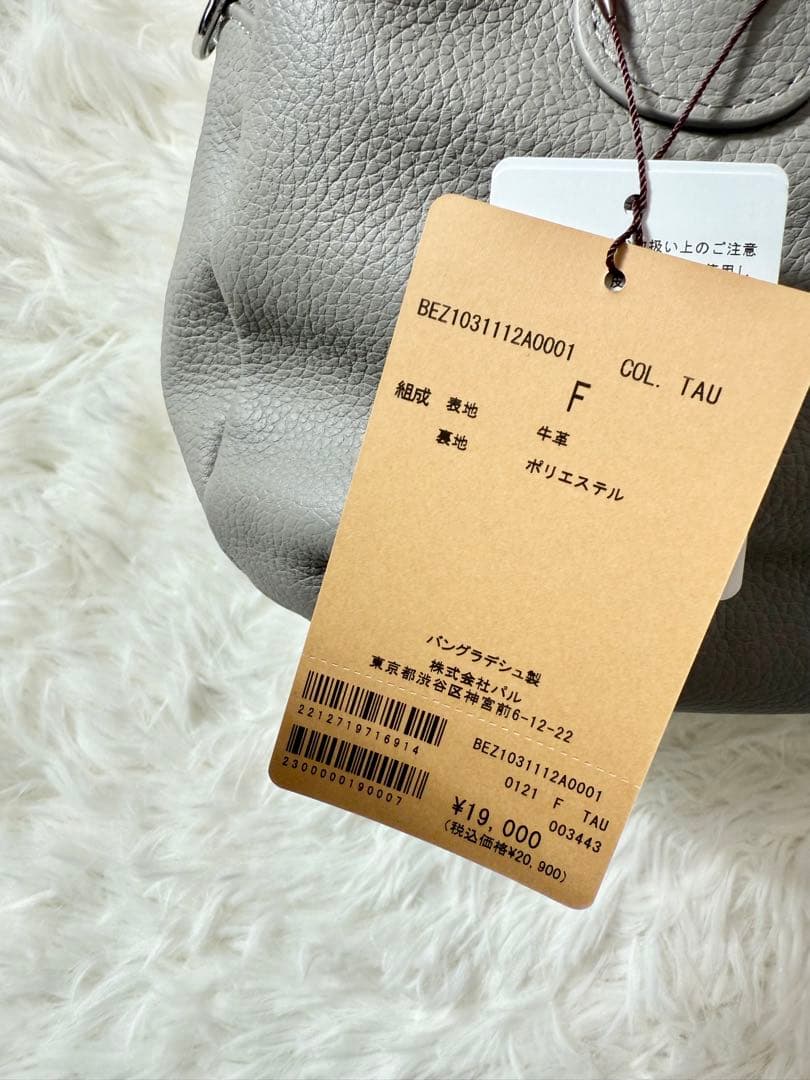 取扱い上のご注意
BEZ1031112A0001 COL. TAU
F
組成 表地 牛革
裏地 ポリエステル
バングラデシュ製
株式会社パル
東京都渋谷区神宮前6-12-22
2212719716914
2300000190007
BEZ1031112A0001
0121 F TAU
003443
¥19,000
(税込価格¥20,900)